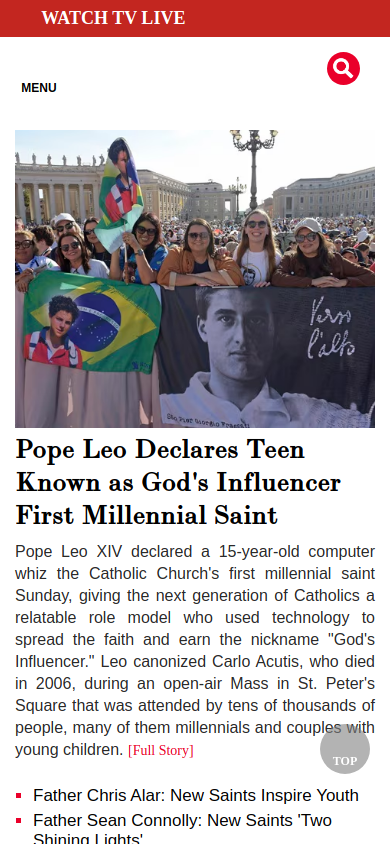 WATCH TV LIVE
MENU
Verso
l'alto
Pope Leo Declares Teen
Known as God's Influencer
First Millennial Saint
Pope Leo XIV declared a 15-year-old computer
whiz the Catholic Church's first millennial saint
Sunday, giving the next generation of Catholics a
relatable role model who used technology to
spread the faith and earn the nickname "God's
Influencer." Leo canonized Carlo Acutis, who died
in 2006, during an open-air Mass in St. Peter's
Square that was attended by tens of thousands of
people, many of them millennials and couples with
young children. [Full Story]
TOP
Father Chris Alar: New Saints Inspire Youth
Father Sean Connolly: New Saints 'Two
Shining Lights'